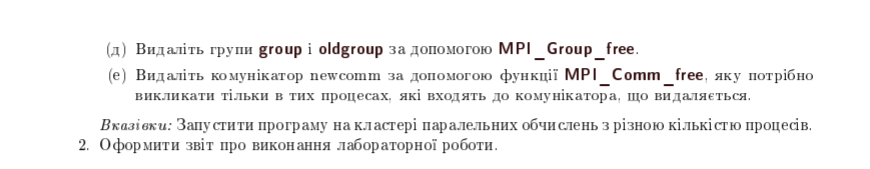 (д) Видаліть групи group і oldgroup за допомогою MPI_Group_free.
(е) Видаліть комунікатор newcomm за допомогою функції MPI_Comm_free, яку потрібно
викликати тільки в тих процесах, які входять до комунікатора, що видаляється.
Вказівки: Запустити програму на кластері паралельних обчислень з різною кількістю процесів.
2. Оформити звіт про виконання лабораторної роботи.